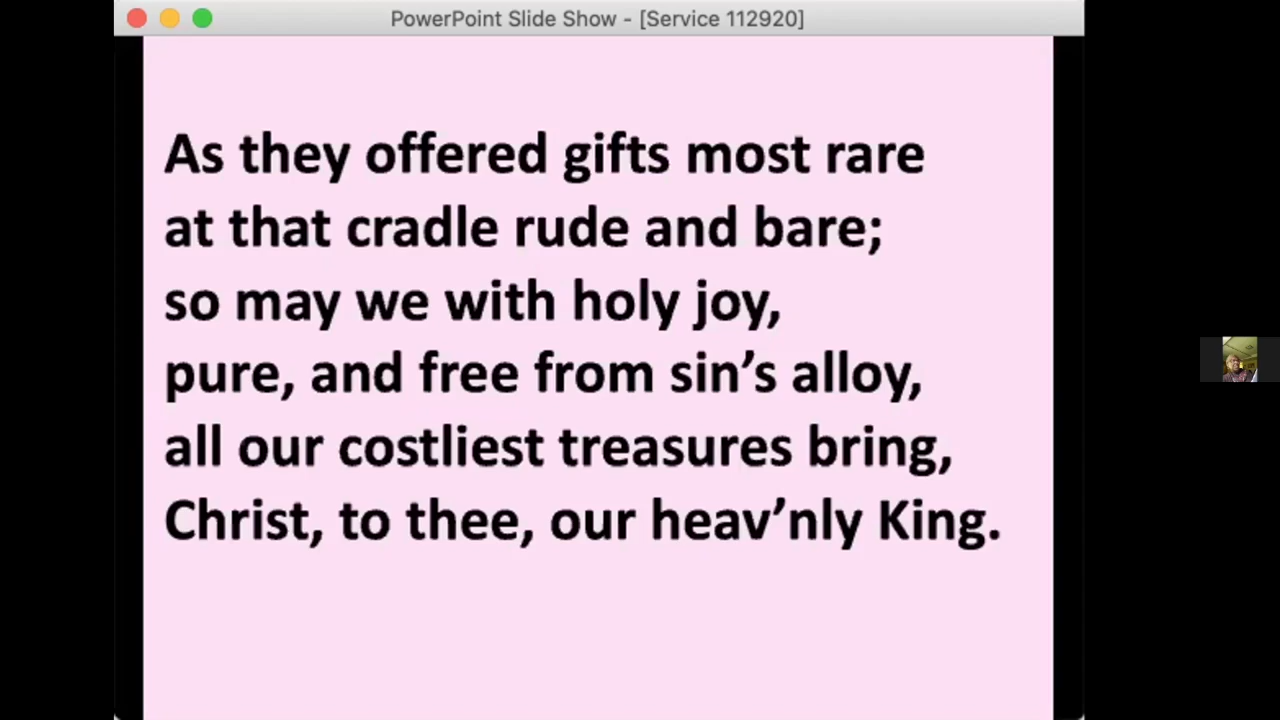 PowerPoint Slide Show - [Service 112920]
As they offered gifts most rare
at that cradle rude and bare;
so may we with holy joy,
pure, and free from sin’s alloy,
all our costliest treasures bring,
Christ, to thee, our heav’nly King.